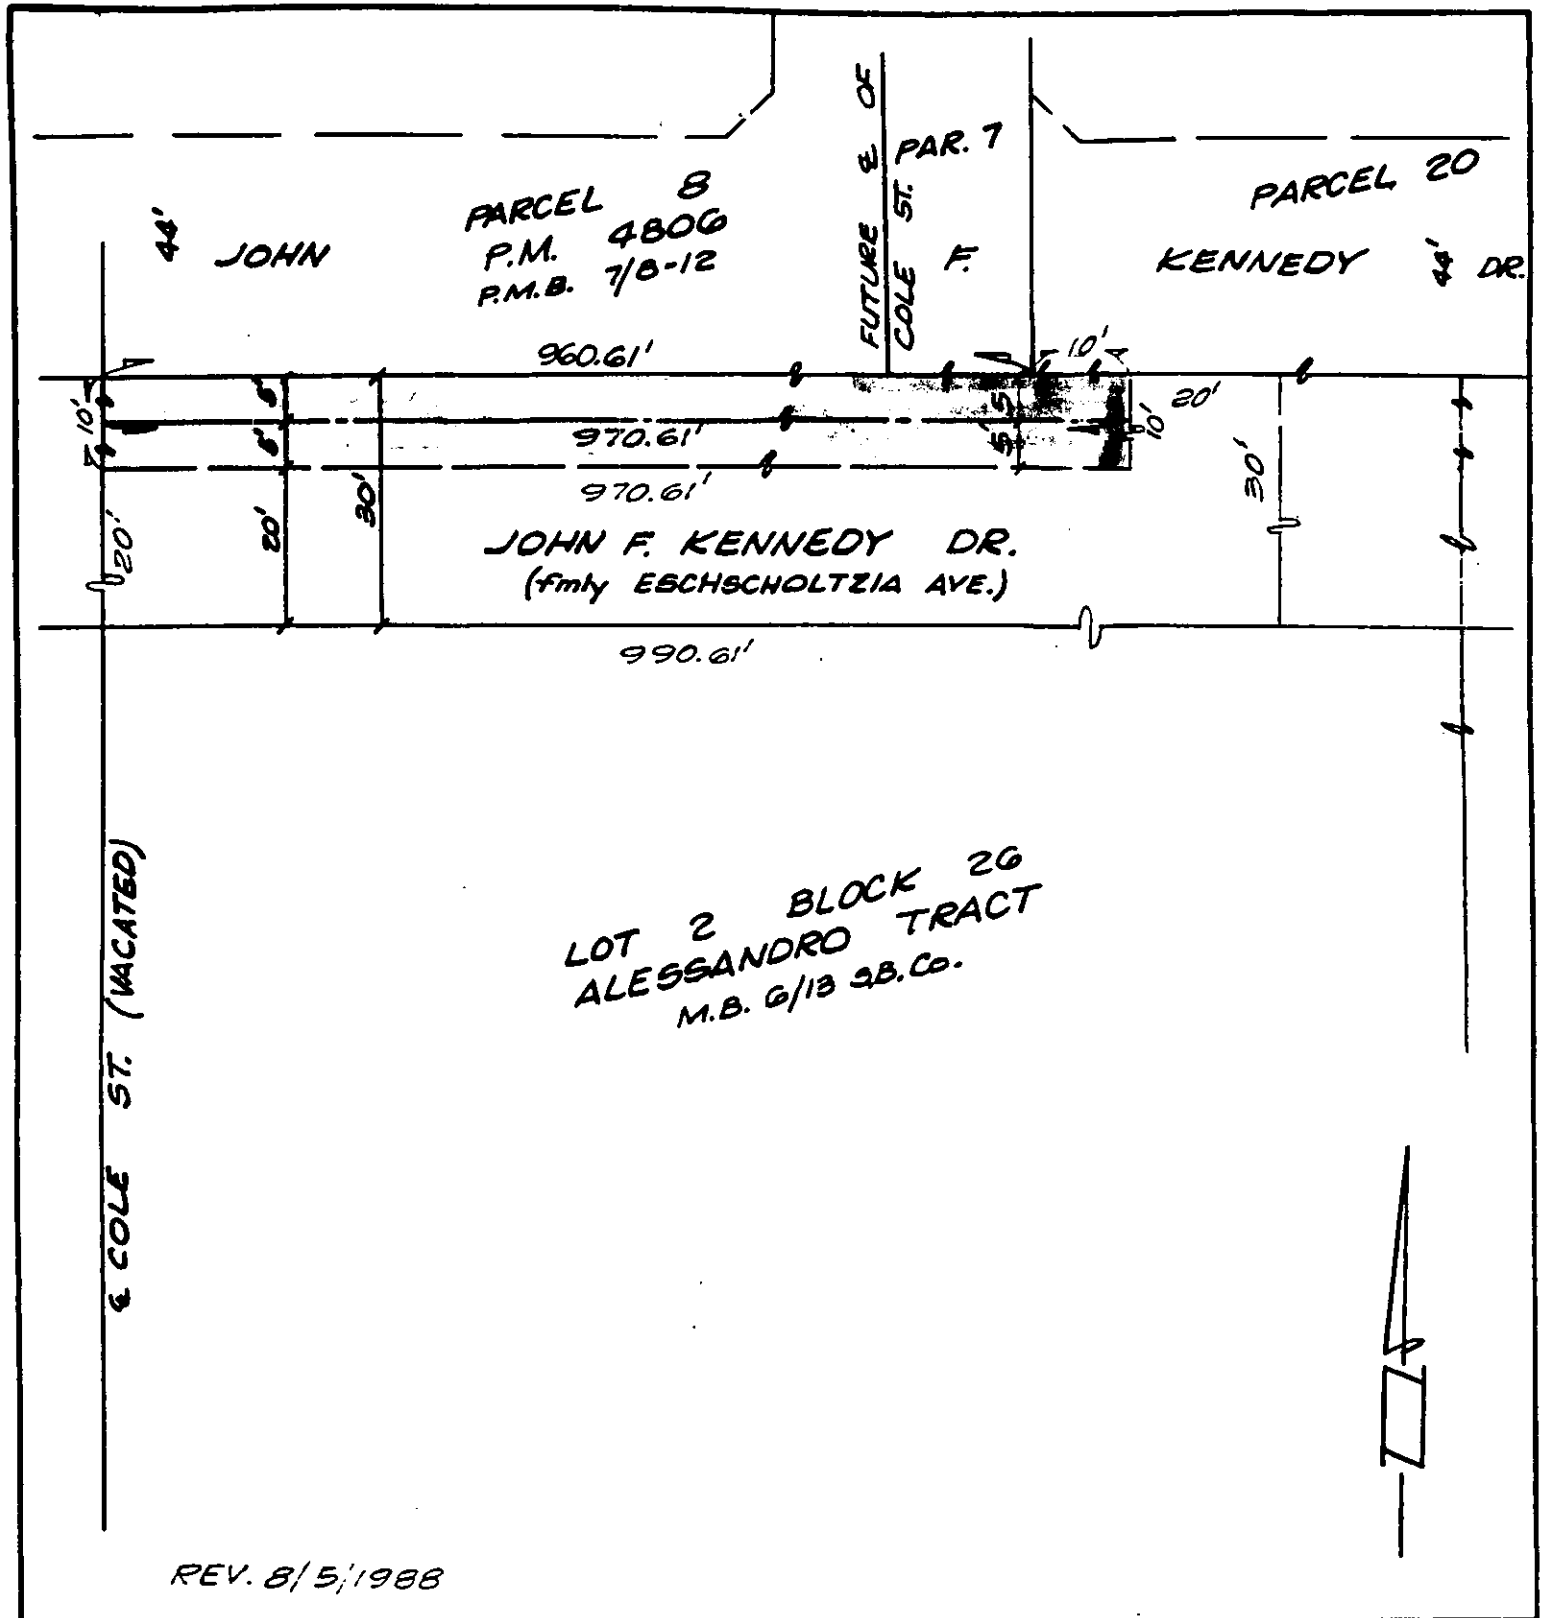 FUTURE ℄ OF
COLE ST.
PAR. 7
PARCEL 8
P.M. 4806
P.M.B. 7/8-12
PARCEL 20
44'
JOHN
F.
KENNEDY
44'
DR.
960.61'
10'
10'
5'
5'
970.61'
5'
5'
10'
20'
970.61'
20'
20'
30'
30'
JOHN F. KENNEDY DR.
(fmly ESCHSCHOLTZIA AVE.)
990.61'
℄ COLE ST. (VACATED)
LOT 2 BLOCK 26
ALESSANDRO TRACT
M.B. 6/13 S.B. Co.
N
REV. 8/5/1988